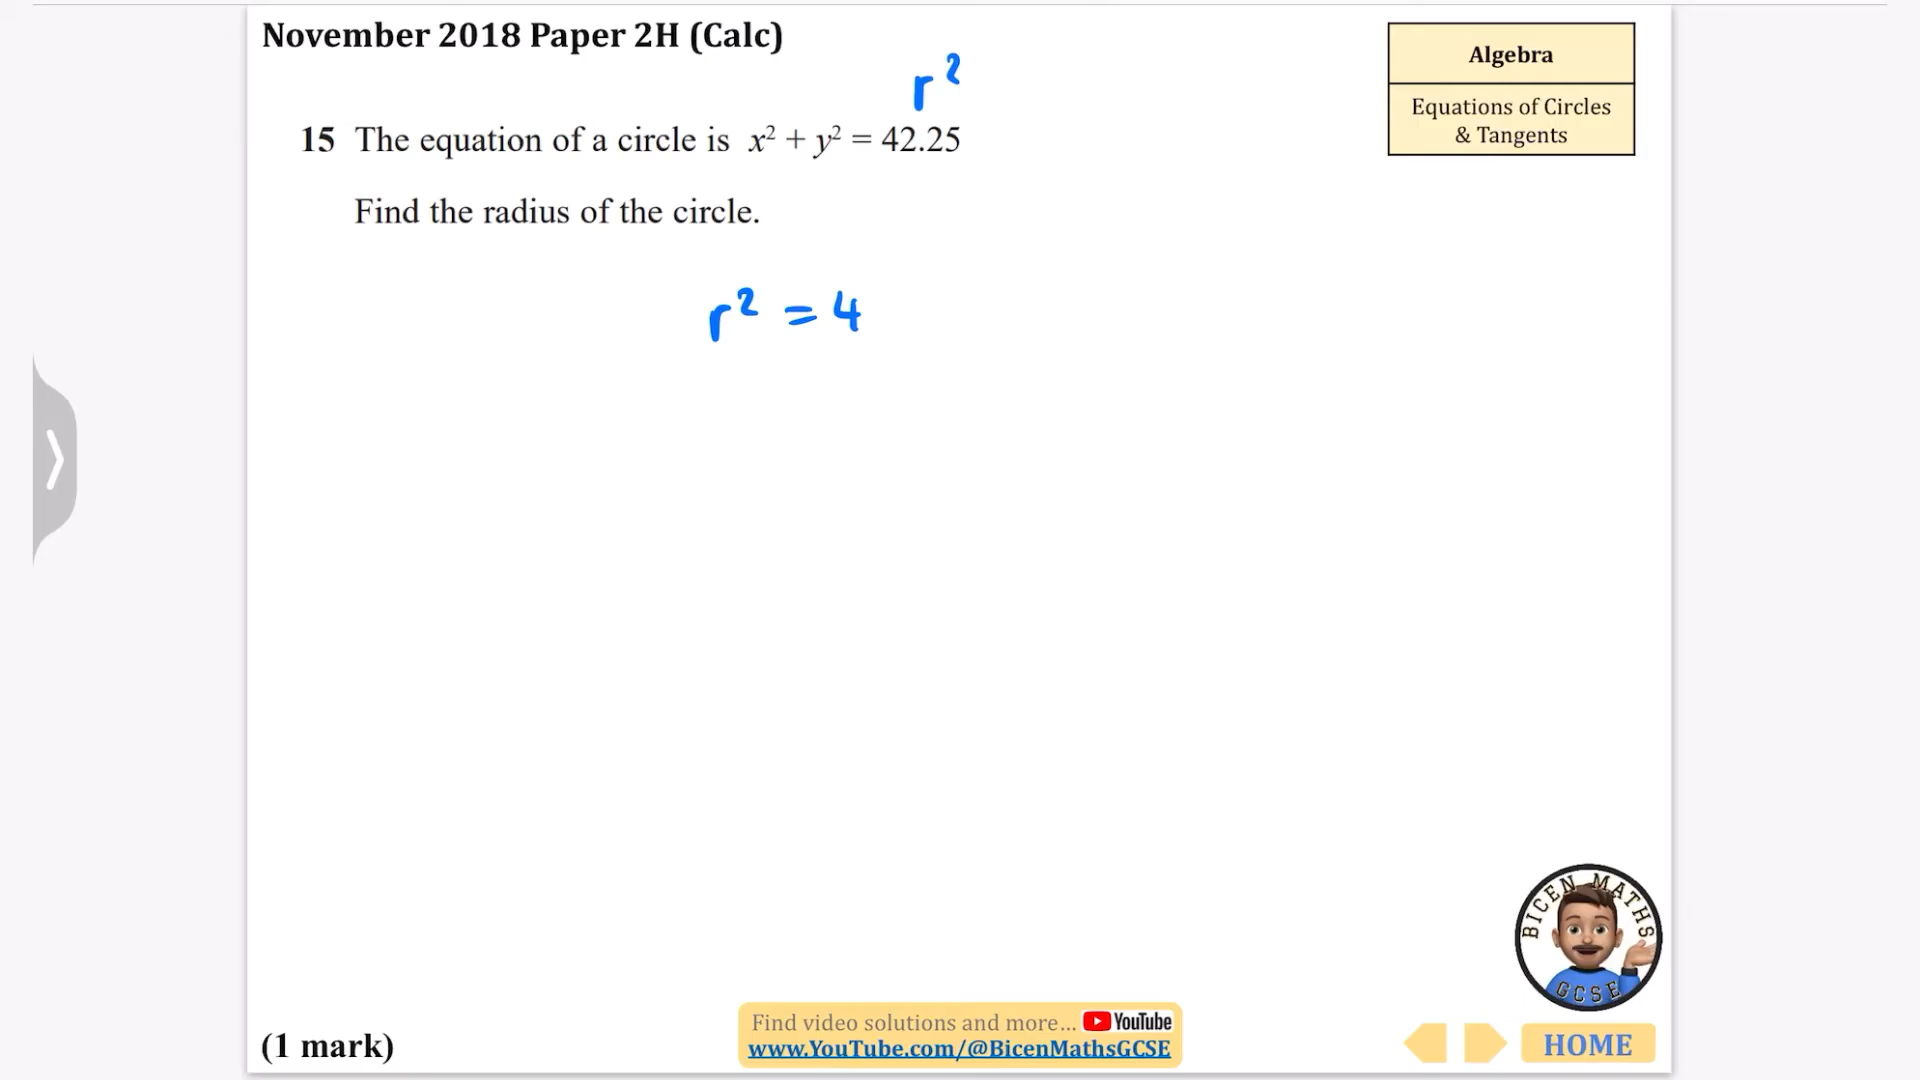 November 2018 Paper 2H (Calc)
Algebra
Equations of Circles
& Tangents
r²
15 The equation of a circle is x² + y² = 42.25
Find the radius of the circle.
r² = 4
BICEN MATHS
GCSE
(1 mark)
Find video solutions and more... YouTube
www.YouTube.com/@BicenMathsGCSE
HOME